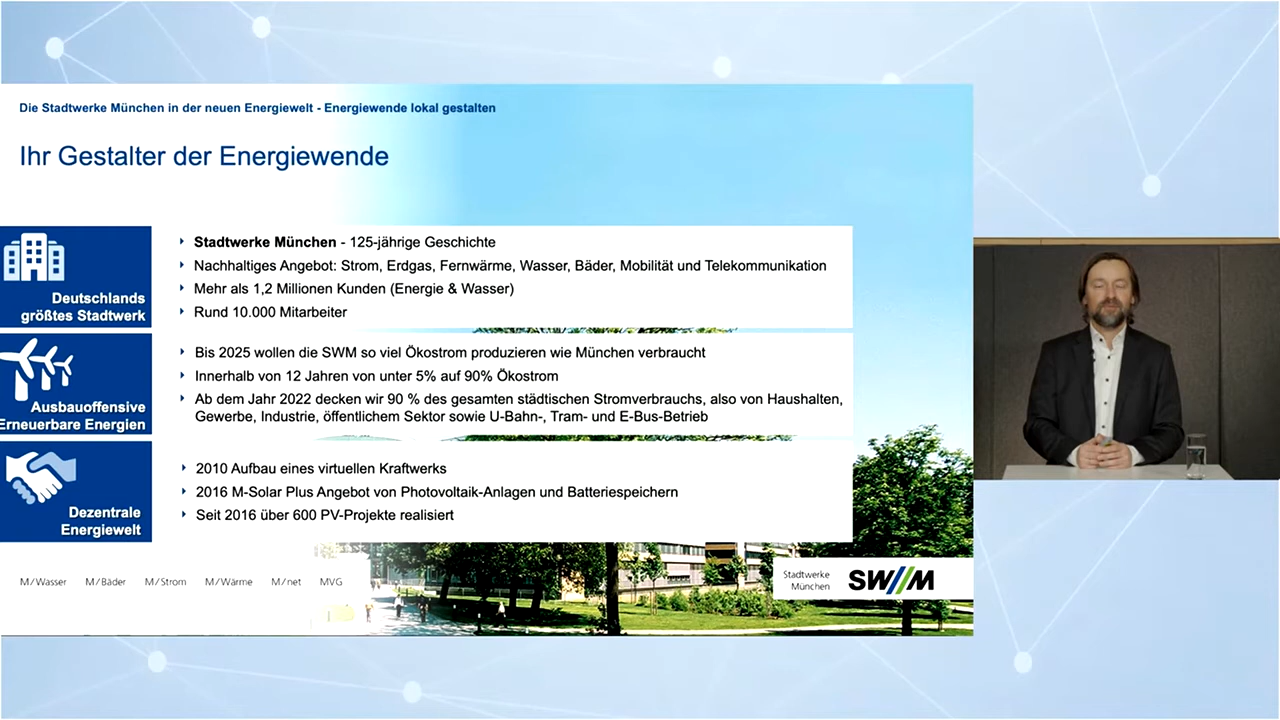 Die Stadtwerke München in der neuen Energiewelt - Energiewende lokal gestalten
Ihr Gestalter der Energiewende
Deutschlands
größtes Stadtwerk
Stadtwerke München - 125-jährige Geschichte
Nachhaltiges Angebot: Strom, Erdgas, Fernwärme, Wasser, Bäder, Mobilität und Telekommunikation
Mehr als 1,2 Millionen Kunden (Energie & Wasser)
Rund 10.000 Mitarbeiter
Ausbauoffensive
Erneuerbare Energien
Bis 2025 wollen die SWM so viel Ökostrom produzieren wie München verbraucht
Innerhalb von 12 Jahren von unter 5% auf 90% Ökostrom
Ab dem Jahr 2022 decken wir 90 % des gesamten städtischen Stromverbrauchs, also von Haushalten,
Gewerbe, Industrie, öffentlichem Sektor sowie U-Bahn-, Tram- und E-Bus-Betrieb
Dezentrale
Energiewelt
2010 Aufbau eines virtuellen Kraftwerks
2016 M-Solar Plus Angebot von Photovoltaik-Anlagen und Batteriespeichern
Seit 2016 über 600 PV-Projekte realisiert
M/Wasser M/Bäder M/Strom M/Wärme M/net MVG
Stadtwerke
München
SWM